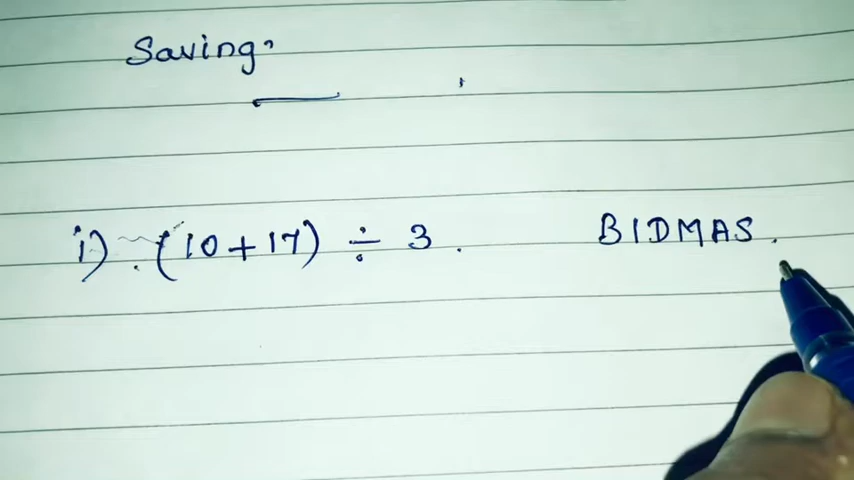 Saving?
i). (10+17) ÷ 3. BIDMAS.